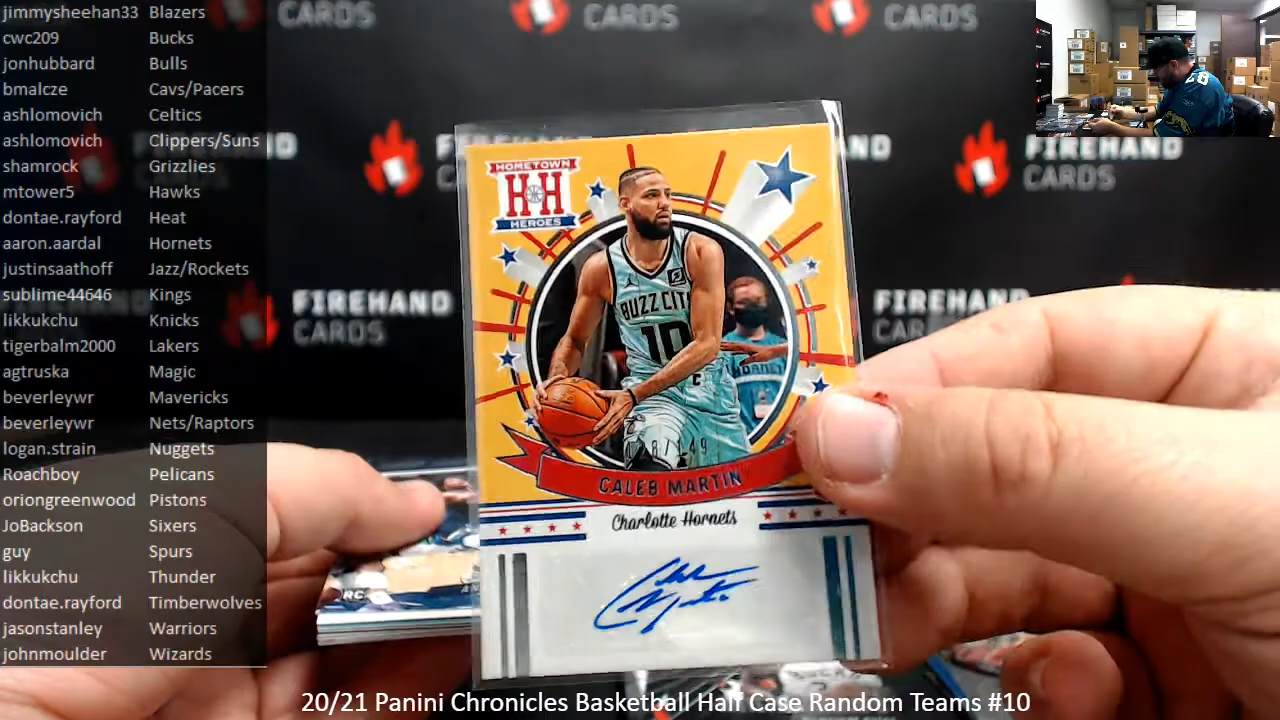 jimmysheehan33 Blazers
cwc209 Bucks
jonhubbard Bulls
bmalcze Cavs/Pacers
ashlomovich Celtics
ashlomovich Clippers/Suns
shamrock Grizzlies
mtower5 Hawks
dontae.rayford Heat
aaron.aardal Hornets
justinsaathoff Jazz/Rockets
sublime44646 Kings
likkukchu Knicks
tigerbalm2000 Lakers
agtruska Magic
beverleywr Mavericks
beverleywr Nets/Raptors
logan.strain Nuggets
Roachboy Pelicans
oriongreenwood Pistons
JoBackson Sixers
guy Spurs
likkukchu Thunder
dontae.rayford Timberwolves
jasonstanley Warriors
johnmoulder Wizards
CARDS
CARDS
CARDS
FIREHAND
CARDS
FIREHAND
CARDS
FIREHAND
CARDS
HOMETOWN
HH
HEROES
BUZZ CIT
10
/149
CALEB MARTIN
Charlotte Hornets
RC
20/21 Panini Chronicles Basketball Half Case Random Teams #10